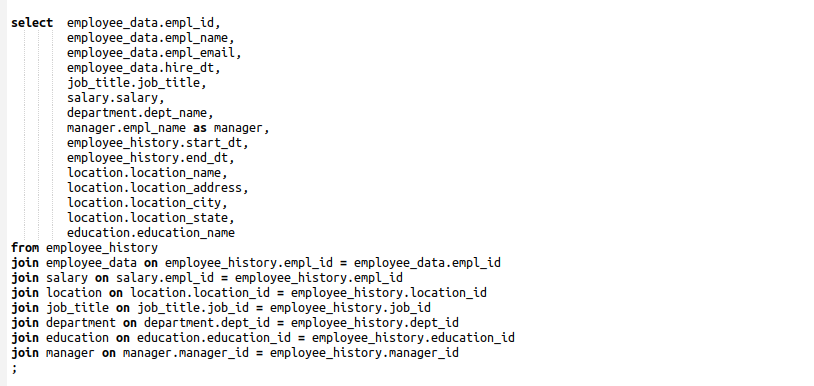 select  employee_data.empl_id,
        employee_data.empl_name,
        employee_data.empl_email,
        employee_data.hire_dt,
        job_title.job_title,
        salary.salary,
        department.dept_name,
        manager.empl_name as manager,
        employee_history.start_dt,
        employee_history.end_dt,
        location.location_name,
        location.location_address,
        location.location_city,
        location.location_state,
        education.education_name
from employee_history
join employee_data on employee_history.empl_id = employee_data.empl_id
join salary on salary.empl_id = employee_history.empl_id
join location on location.location_id = employee_history.location_id
join job_title on job_title.job_id = employee_history.job_id
join department on department.dept_id = employee_history.dept_id
join education on education.education_id = employee_history.education_id
join manager on manager.manager_id = employee_history.manager_id
;